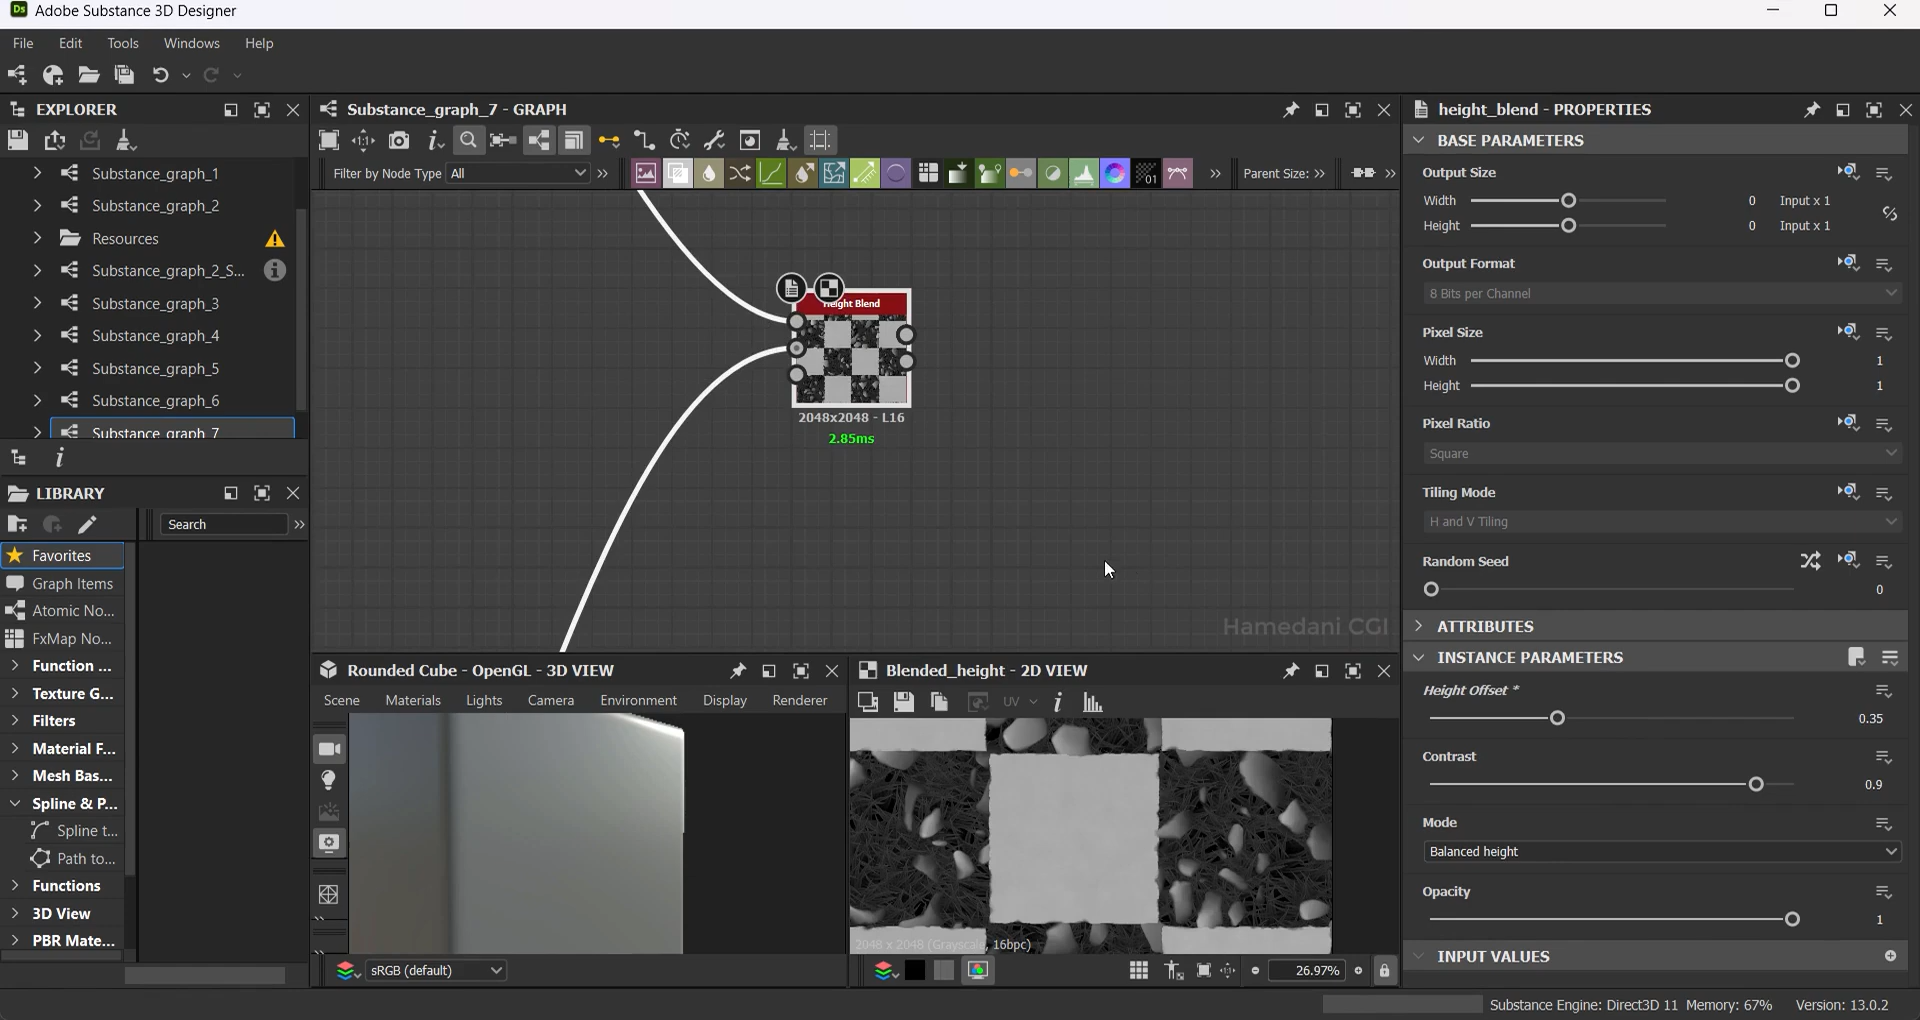 Ds Adobe Substance 3D Designer
File Edit Tools Windows Help
EXPLORER
Substance_graph_1
Substance_graph_2
Resources
Substance_graph_2_S...
Substance_graph_3
Substance_graph_4
Substance_graph_5
Substance_graph_6
Substance_graph_7
LIBRARY
Search
Favorites
Graph Items
Atomic No...
FxMap No...
Function ...
Texture G...
Filters
Material F...
Mesh Bas...
Spline & P...
Spline t...
Path to...
Functions
3D View
PBR Mate...
Substance_graph_7 - GRAPH
Filter by Node Type All
01
Parent Size:
Height Blend
2048x2048 - L16
2.85ms
Hamedani CGI
Rounded Cube - OpenGL - 3D VIEW
Scene Materials Lights Camera Environment Display Renderer
sRGB (default)
Blended_height - 2D VIEW
UV
2048 x 2048 (Grayscale, 16bpc)
26.97%
height_blend - PROPERTIES
BASE PARAMETERS
Output Size
Width 0 Input x 1
Height 0 Input x 1
Output Format
8 Bits per Channel
Pixel Size
Width 1
Height 1
Pixel Ratio
Square
Tiling Mode
H and V Tiling
Random Seed
0
ATTRIBUTES
INSTANCE PARAMETERS
Height Offset *
0.35
Contrast
0.9
Mode
Balanced height
Opacity
1
INPUT VALUES
Substance Engine: Direct3D 11 Memory: 67% Version: 13.0.2